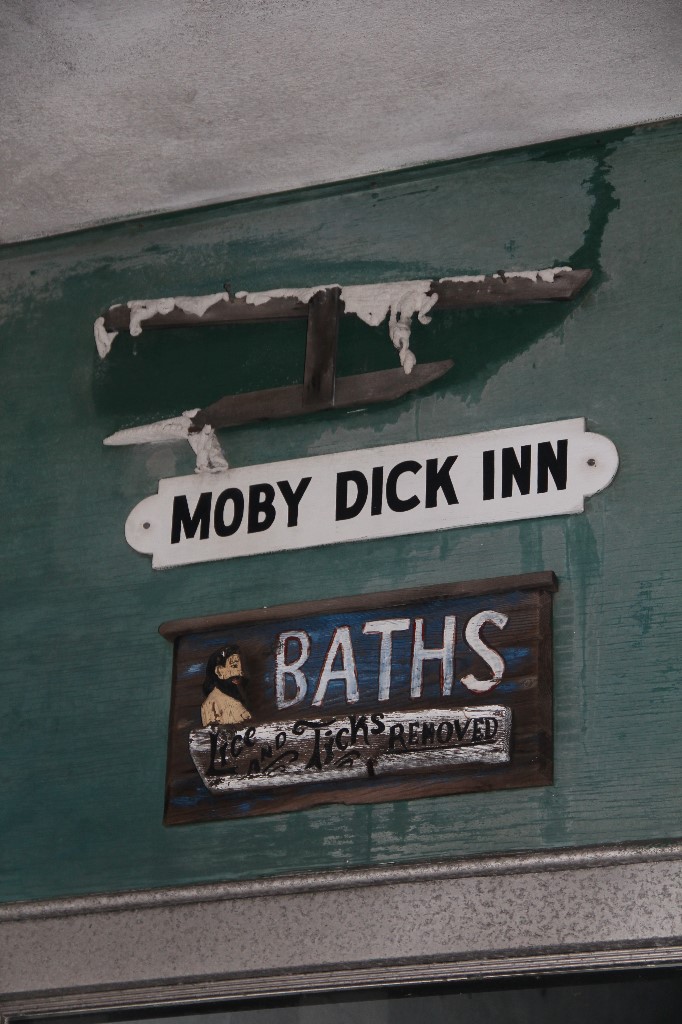 MOBY DICK INN
BATHS
Lice AND Ticks REMOVED